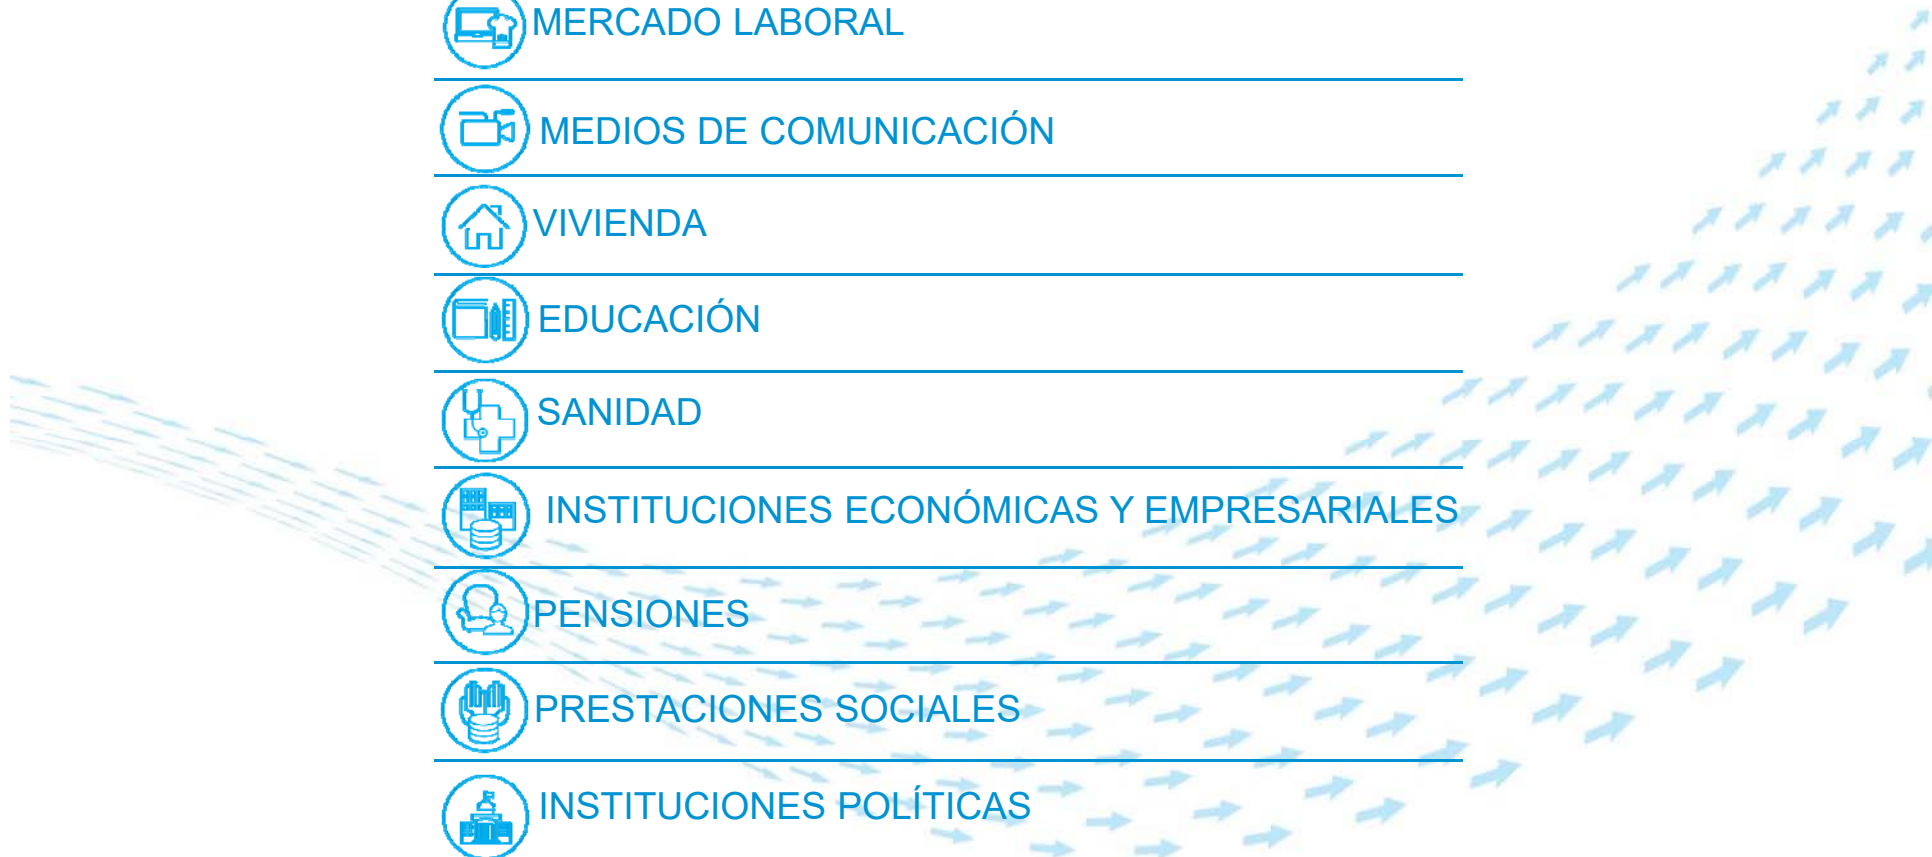 MERCADO LABORAL
MEDIOS DE COMUNICACIÓN
VIVIENDA
EDUCACIÓN
SANIDAD
INSTITUCIONES ECONÓMICAS Y EMPRESARIALES
PENSIONES
PRESTACIONES SOCIALES
INSTITUCIONES POLÍTICAS